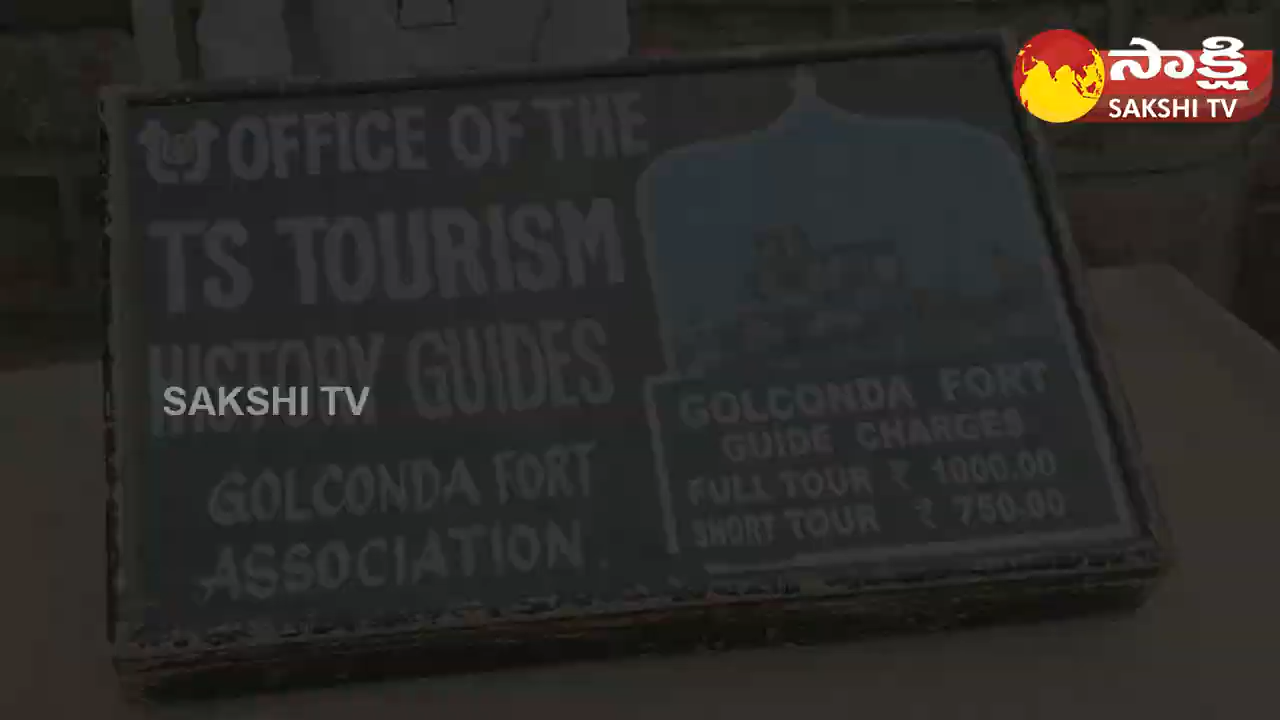 సాక్షి
SAKSHI TV
OFFICE OF THE
TS TOURISM
HISTORY GUIDES
SAKSHI TV
GOLCONDA FORT
ASSOCIATION
GOLCONDA FORT
GUIDE CHARGES
FULL TOUR ₹ 1000.00
SHORT TOUR ₹ 750.00